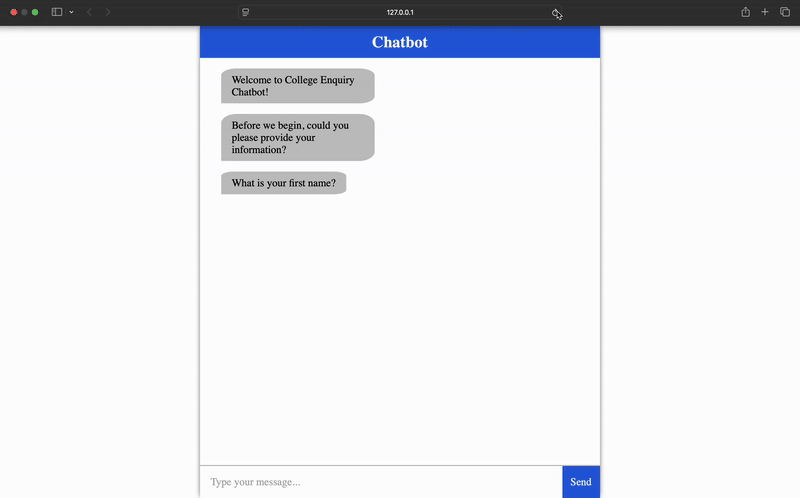 127.0.0.1
Chatbot
Welcome to College Enquiry
Chatbot!
Before we begin, could you
please provide your
information?
What is your first name?
Type your message...
Send